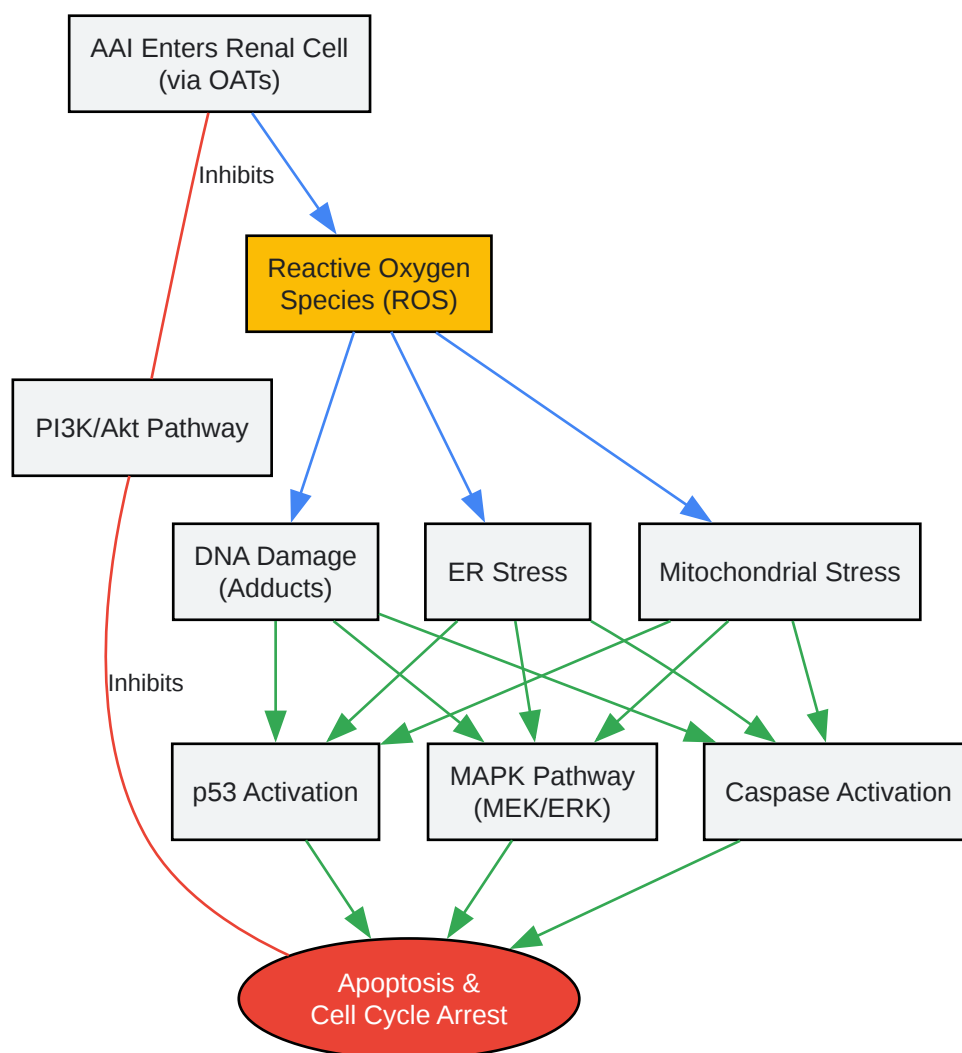 AAI Enters Renal Cell
(via OATs)
Inhibits
Reactive Oxygen
Species (ROS)
PI3K/Akt Pathway
DNA Damage
(Adducts)
ER Stress
Mitochondrial Stress
Inhibits
p53 Activation
MAPK Pathway
(MEK/ERK)
Caspase Activation
Apoptosis &
Cell Cycle Arrest